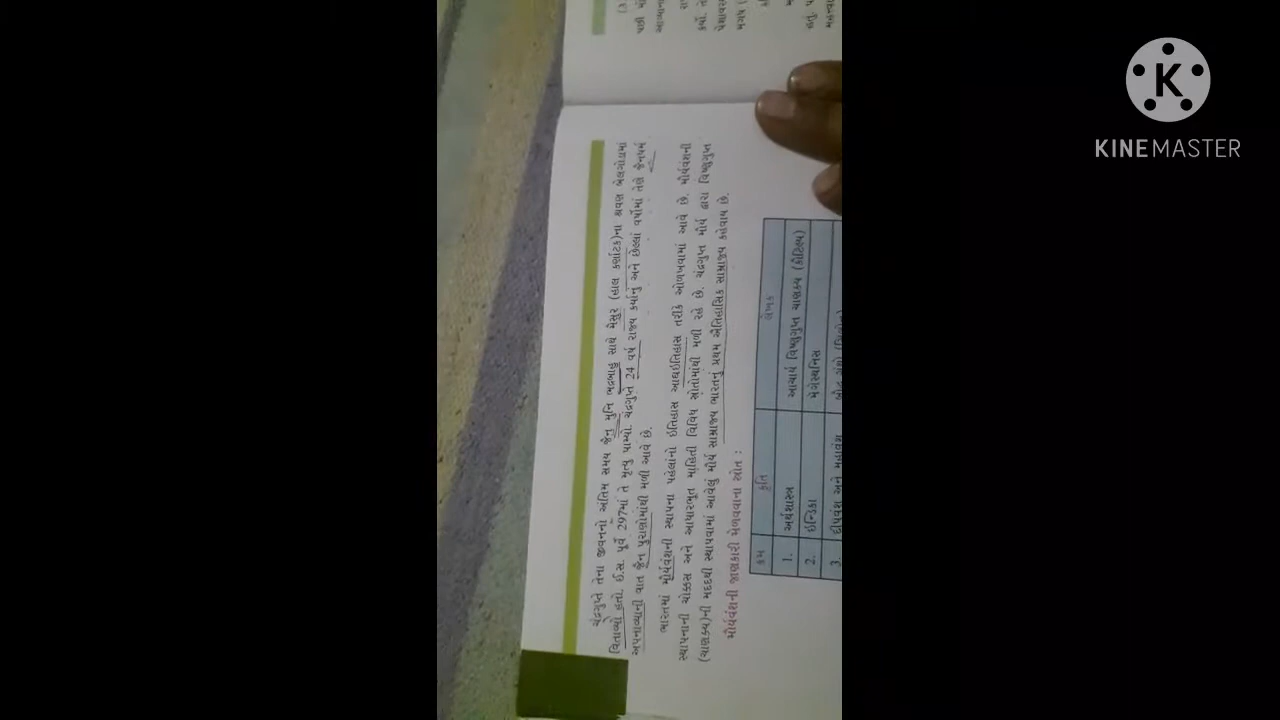 ચંદ્રગુપ્તે તેના જીવનનો અંતિમ સમય જૈન મુનિ ભદ્રબાહુ સાથે મૈસુર (હાલ કર્ણાટક)ના શ્રવણ બેલગોડામાં
વિતાવ્યો હતો. ઈ.સ. પૂર્વે 297માં તે મૃત્યુ પામ્યો. ચંદ્રગુપ્તે 24 વર્ષ રાજ્ય કર્યાનું અને છેલ્લાં વર્ષોમાં તેણે જૈનધર્મ
અપનાવ્યાની વાત જૈન પુરાણોમાંથી મળી આવે છે.
ભારતમાં મૌર્યવંશની સ્થાપના પહેલાંનો ઇતિહાસ આદ્યઇતિહાસ તરીકે ઓળખવામાં આવે છે. મૌર્યવંશની
સ્થાપનાની ચોક્કસ અને આધારભૂત માહિતી વિવિધ સ્રોતોમાંથી મળી રહે છે. ચંદ્રગુપ્ત મૌર્ય દ્વારા વિષ્ણુગુપ્ત
(ચાણક્ય)ની મદદથી સ્થાપવામાં આવેલું મૌર્ય સામ્રાજ્ય ભારતનું પ્રથમ ઐતિહાસિક સામ્રાજ્ય કહેવાય છે.
મૌર્યવંશની જાણકારી મેળવવાના સ્રોત :
ક્રમ કૃતિ લેખક
1. અર્થશાસ્ત્ર આચાર્ય વિષ્ણુગુપ્ત ચાણક્ય (કૌટિલ્ય)
2. ઇન્ડિકા મેગેસ્થનિસ
3. દીપવંશ અને મહાવંશ બૌદ્ધ ગ્રંથો
K
KINEMASTER